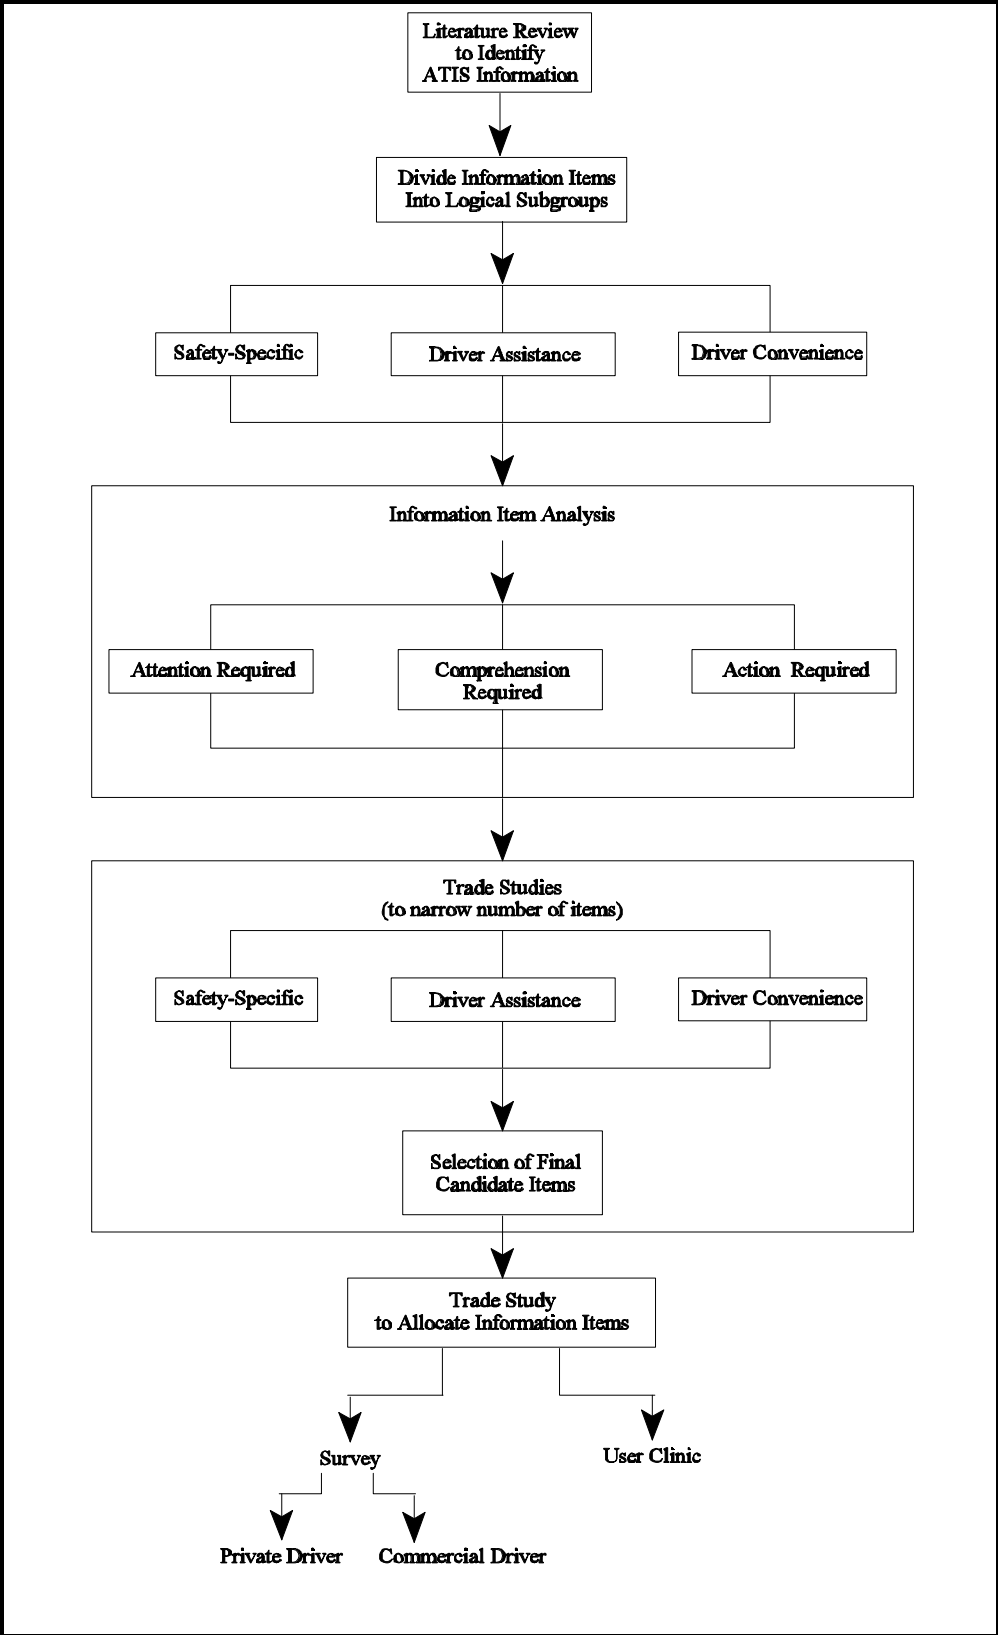 Literature Review
to Identify
ATIS Information
Divide Information Items
Into Logical Subgroups
Safety-Specific
Driver Assistance
Driver Convenience
Information Item Analysis
Attention Required
Comprehension
Required
Action Required
Trade Studies
(to narrow number of items)
Safety-Specific
Driver Assistance
Driver Convenience
Selection of Final
Candidate Items
Trade Study
to Allocate Information Items
Survey
User Clinic
Private Driver
Commercial Driver